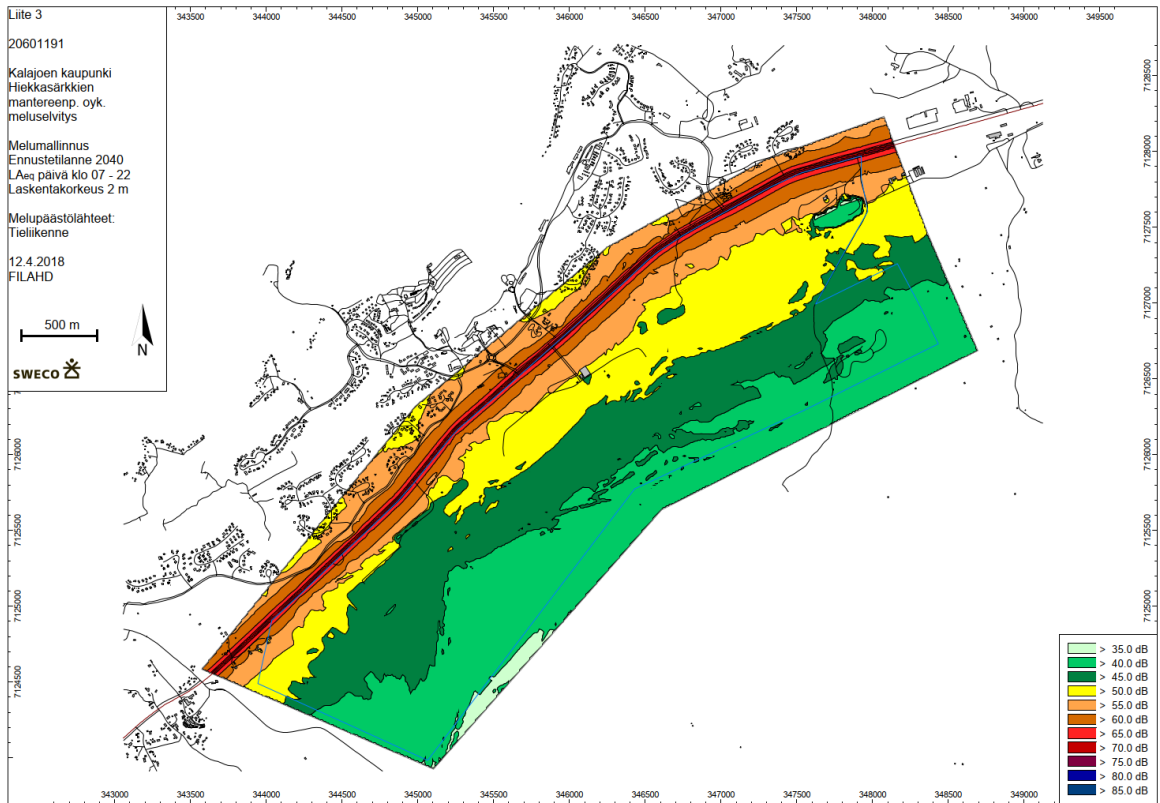 Liite 3
20601191
Kalajoen kaupunki
Hiekkasärkkien
mantereenp. oyk.
meluselvitys
Melumallinnus
Ennustetilanne 2040
LAeq päivä klo 07 - 22
Laskentakorkeus 2 m
Melupäästölähteet:
Tieliikenne
12.4.2018
FILAHD
500 m
N
SWECO
343500 344000 344500 345000 345500 346000 346500 347000 347500 348000 348500 349000 349500
7128500
7128000
7127500
7127000
7126500
7126000
7125500
7125000
7126000
7125500
7125000
7124500
343000 343500 344000 344500 345000 345500 346000 346500 347000 347500 348000 348500 349000
> 35.0 dB
> 40.0 dB
> 45.0 dB
> 50.0 dB
> 55.0 dB
> 60.0 dB
> 65.0 dB
> 70.0 dB
> 75.0 dB
> 80.0 dB
> 85.0 dB